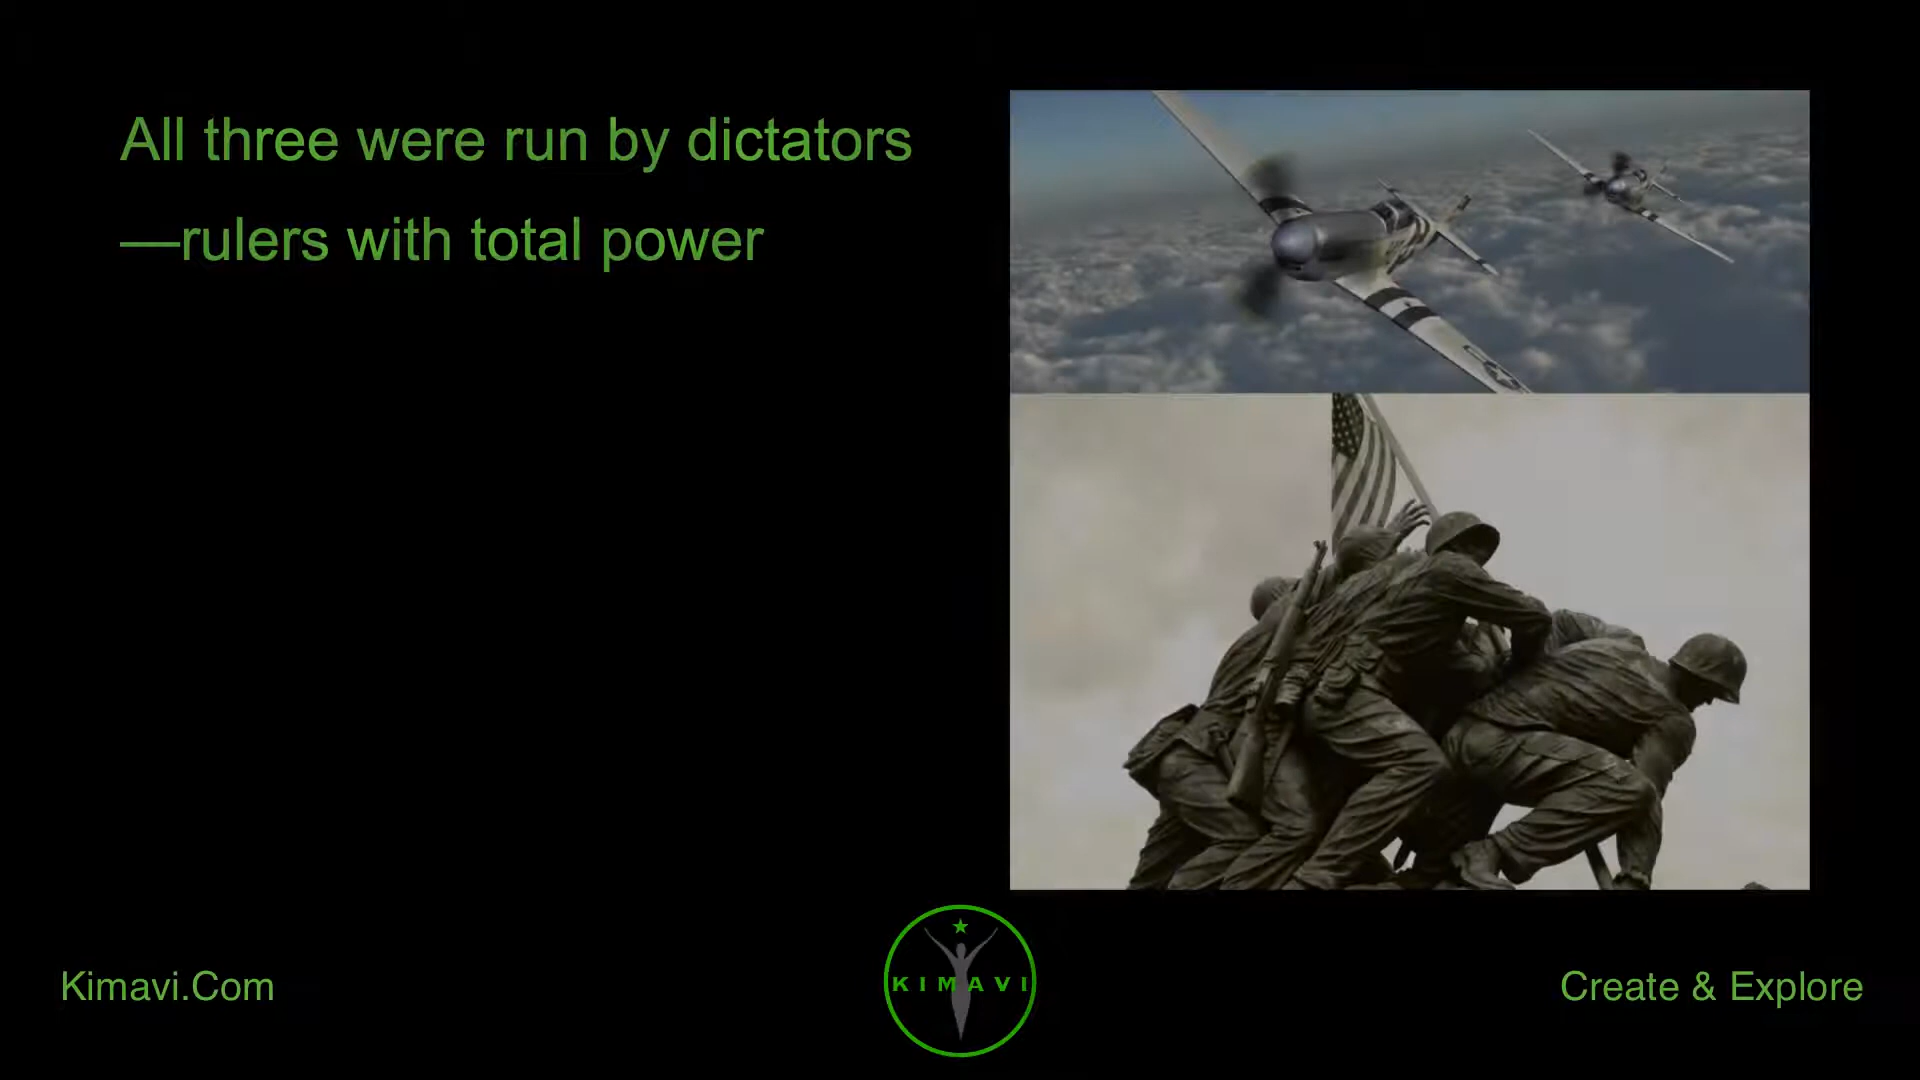 All three were run by dictators
—rulers with total power
KIMAVI
Kimavi.Com
Create & Explore